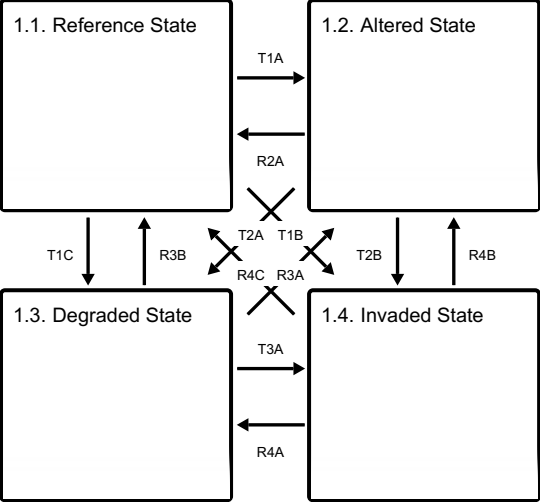 1.1. Reference State
1.2. Altered State
T1A
R2A
T2A T1B
T1C
R3B
T2B
R4B
R4C R3A
1.3. Degraded State
1.4. Invaded State
T3A
R4A